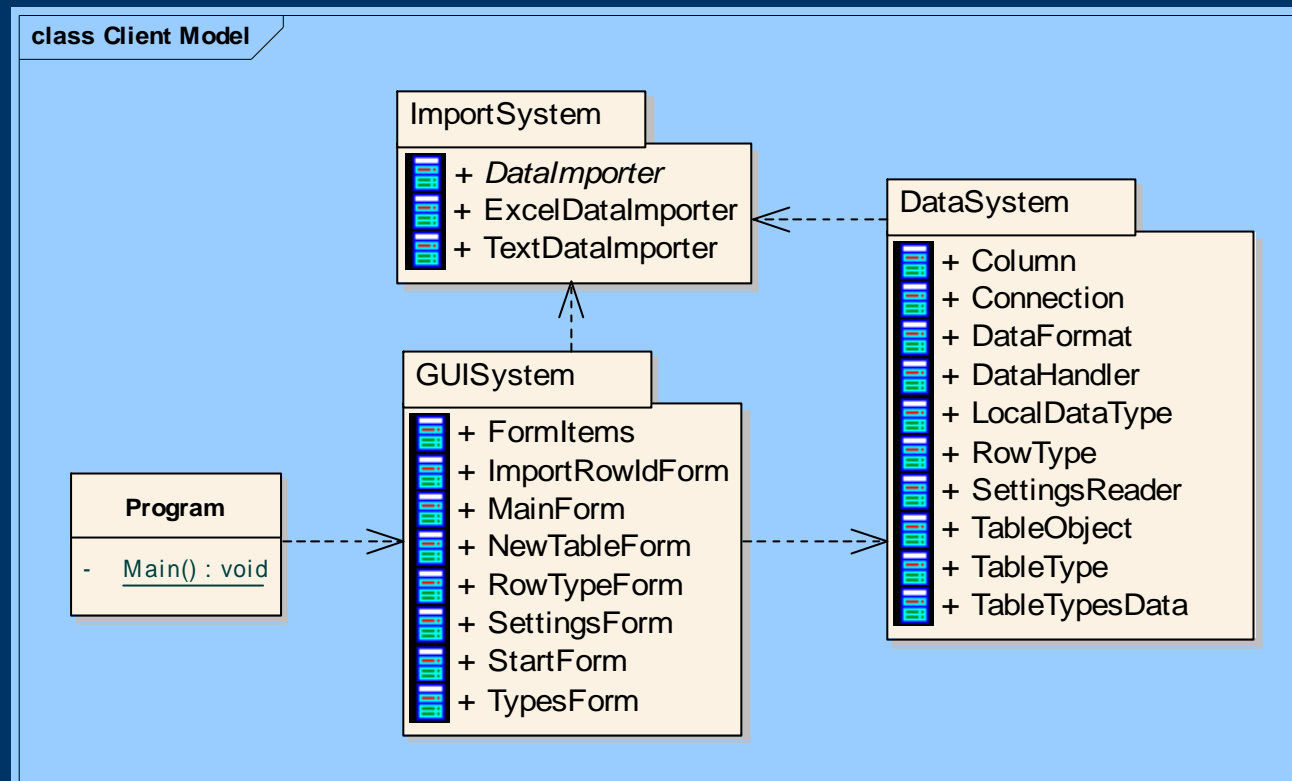 class Client Model
ImportSystem
+ DataImporter
+ ExcelDataImporter
+ TextDataImporter
DataSystem
+ Column
+ Connection
+ DataFormat
+ DataHandler
+ LocalDataType
+ RowType
+ SettingsReader
+ TableObject
+ TableType
+ TableTypesData
GUISystem
+ FormItems
+ ImportRowIdForm
+ MainForm
+ NewTableForm
+ RowTypeForm
+ SettingsForm
+ StartForm
+ TypesForm
Program
- Main() : void